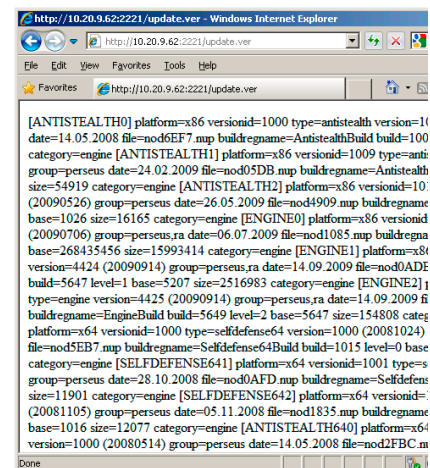 http://10.20.9.62:2221/update.ver - Windows Internet Explorer
http://10.20.9.62:2221/update.ver
File Edit View Favorites Tools Help
Favorites http://10.20.9.62:2221/update.ver
[ANTISTEALTH0] platform=x86 versionid=1000 type=antistealth version=10
date=14.05.2008 file=nod6EF7.nup buildregname=AntistealthBuild build=100
category=engine [ANTISTEALTH1] platform=x86 versionid=1009 type=antis
group=perseus date=24.02.2009 file=nod05DB.nup buildregname=Antistealth
size=54919 category=engine [ANTISTEALTH2] platform=x86 versionid=101
(20090526) group=perseus date=26.05.2009 file=nod4909.nup buildregname=
base=1026 size=16165 category=engine [ENGINE0] platform=x86 versionid=
(20090706) group=perseus,ra date=06.07.2009 file=nod1085.nup buildregna
base=268435456 size=15993414 category=engine [ENGINE1] platform=x86
version=4424 (20090914) group=perseus,ra date=14.09.2009 file=nod0ADE
build=5647 level=1 base=5207 size=2516983 category=engine [ENGINE2] p
type=engine version=4425 (20090914) group=perseus,ra date=14.09.2009 fi
buildregname=EngineBuild build=5649 level=2 base=5647 size=154808 categ
platform=x64 versionid=1000 type=selfdefense64 version=1000 (20081024)
file=nod5EB7.nup buildregname=Selfdefense64Build build=1015 level=0 base
category=engine [SELFDEFENSE641] platform=x64 versionid=1001 type=s
group=perseus date=28.10.2008 file=nod0AFD.nup buildregname=Selfdefens
size=11901 category=engine [SELFDEFENSE642] platform=x64 versionid=1
(20081105) group=perseus date=05.11.2008 file=nod1835.nup buildregname
base=1016 size=12077 category=engine [ANTISTEALTH640] platform=x64
version=1000 (20080514) group=perseus date=14.05.2008 file=nod2FBC.nu
Done